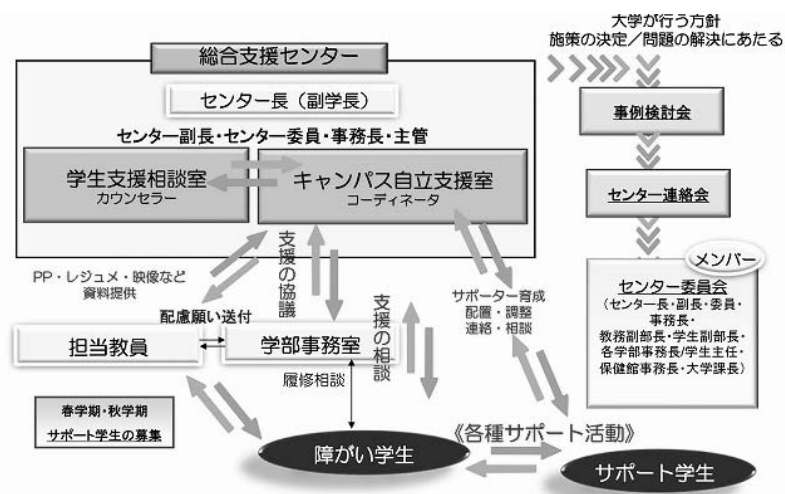 大学が行う方針
施策の決定／問題の解決にあたる
総合支援センター
センター長（副学長）
センター副長・センター委員・事務長・主管
学生支援相談室
カウンセラー
キャンパス自立支援室
コーディネータ
事例検討会
センター連絡会
メンバー
センター委員会
（センター長・副長・委員・
事務長・
教務副部長・学生副部長・
各学部事務長/学生主任・
保健館事務長・大学課長）
PP・レジュメ・映像など
資料提供
支援の協議
サポーター育成
配置・調整
連絡・相談
配慮願い送付
支援の相談
担当教員
学部事務室
履修相談
春学期・秋学期
サポート学生の募集
障がい学生
《各種サポート活動》
サポート学生